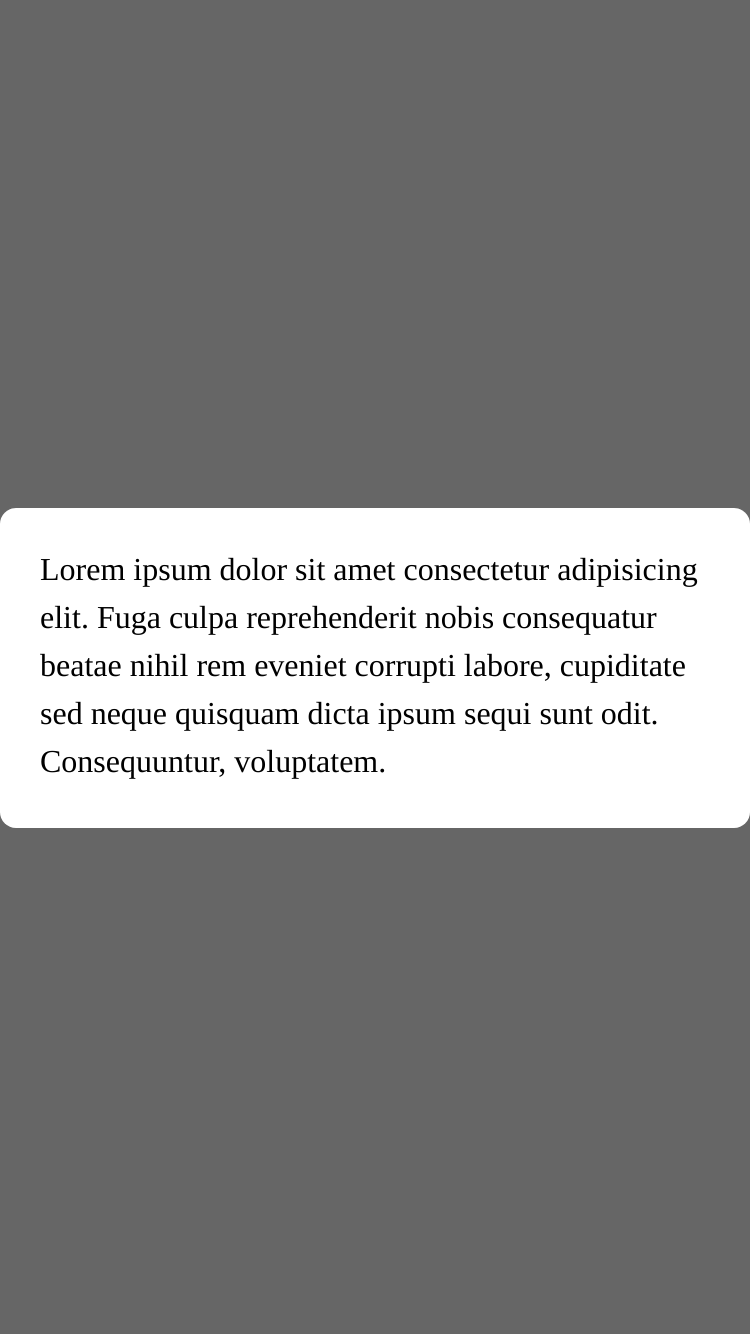 Lorem ipsum dolor sit amet consectetur adipisicing
elit. Fuga culpa reprehenderit nobis consequatur
beatae nihil rem eveniet corrupti labore, cupiditate
sed neque quisquam dicta ipsum sequi sunt odit.
Consequuntur, voluptatem.